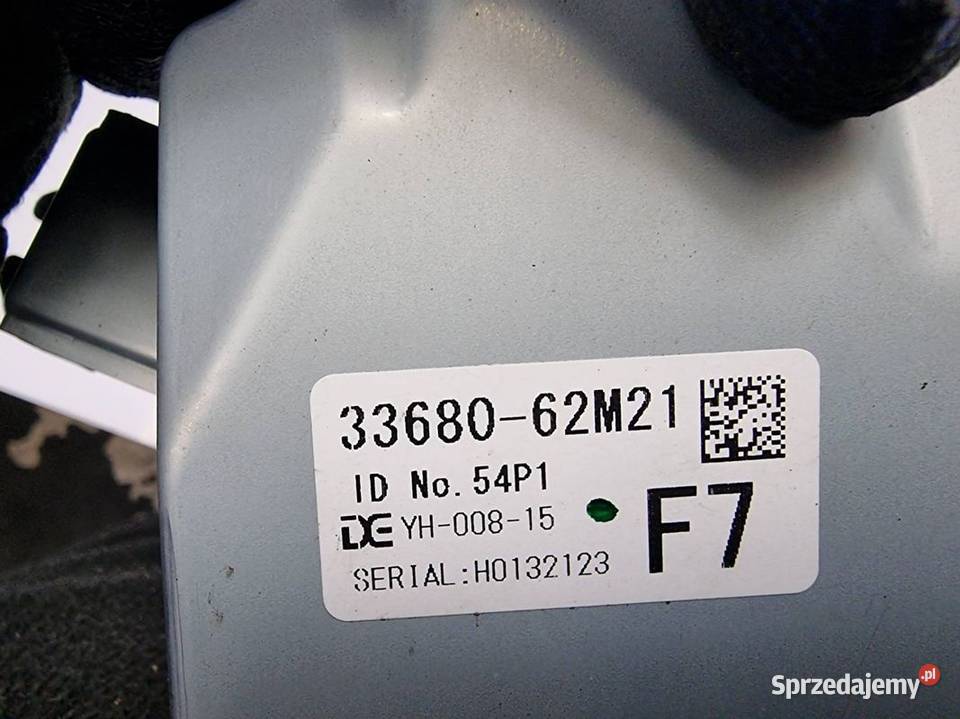 33680-62M21
ID No. 54P1
YH-008-15
F7
SERIAL:H0132123
Sprzedajemy.pl